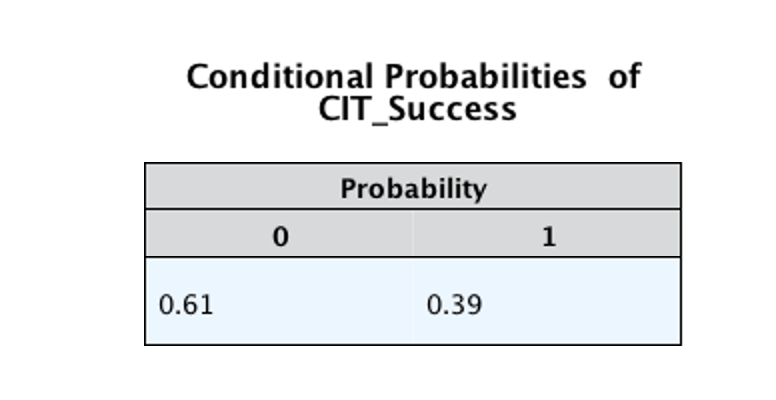 Conditional Probabilities of
CIT_Success
Probability
0 1
0.61 0.39